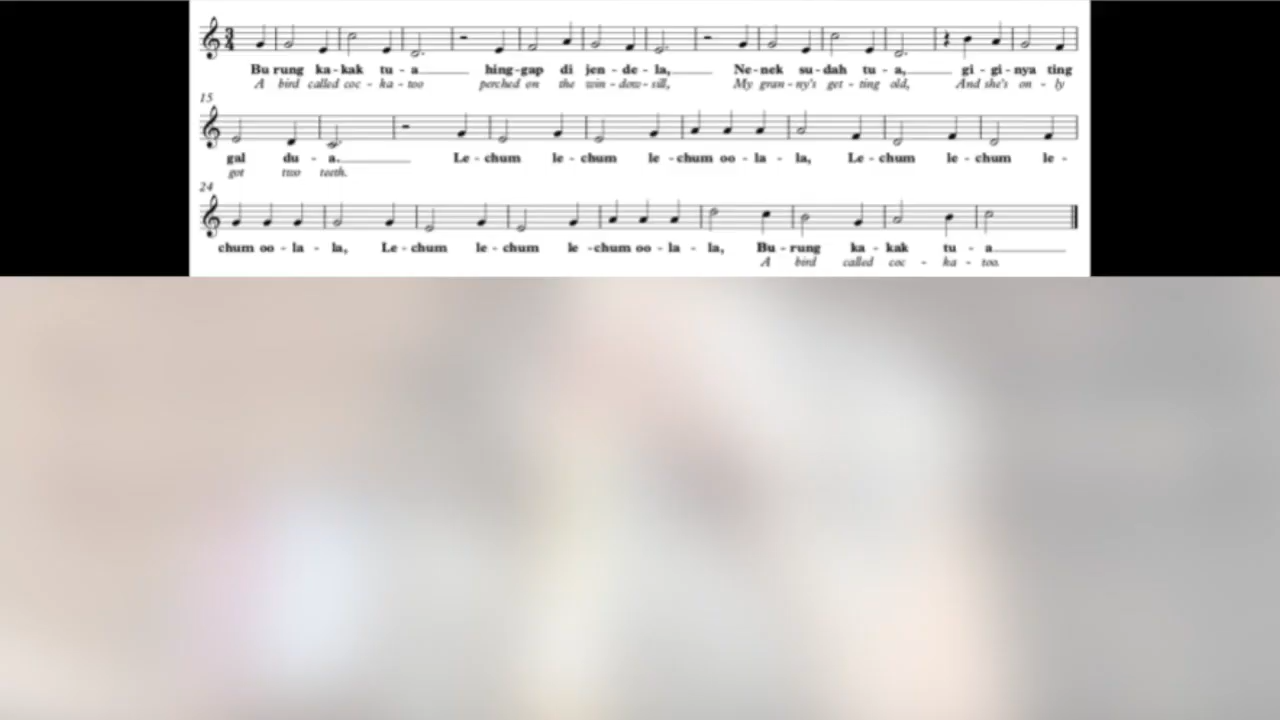 Bu rung ka-kak tu-a hing-gap di jen-de-la, Ne-nek su-dah tu-a, gi-gi-nya ting
A bird called coc-ka-too perched on the win-dow-sill, My gran-ny's get-ting old, And she's on-ly
15
gal du-a. Le-chum le-chum le-chum oo-la-la, Le-chum le-chum le-
got two teeth.
24
chum oo-la-la, Le-chum le-chum le-chum oo-la-la, Bu-rung ka-kak tu-a
A bird called coc-ka-too.